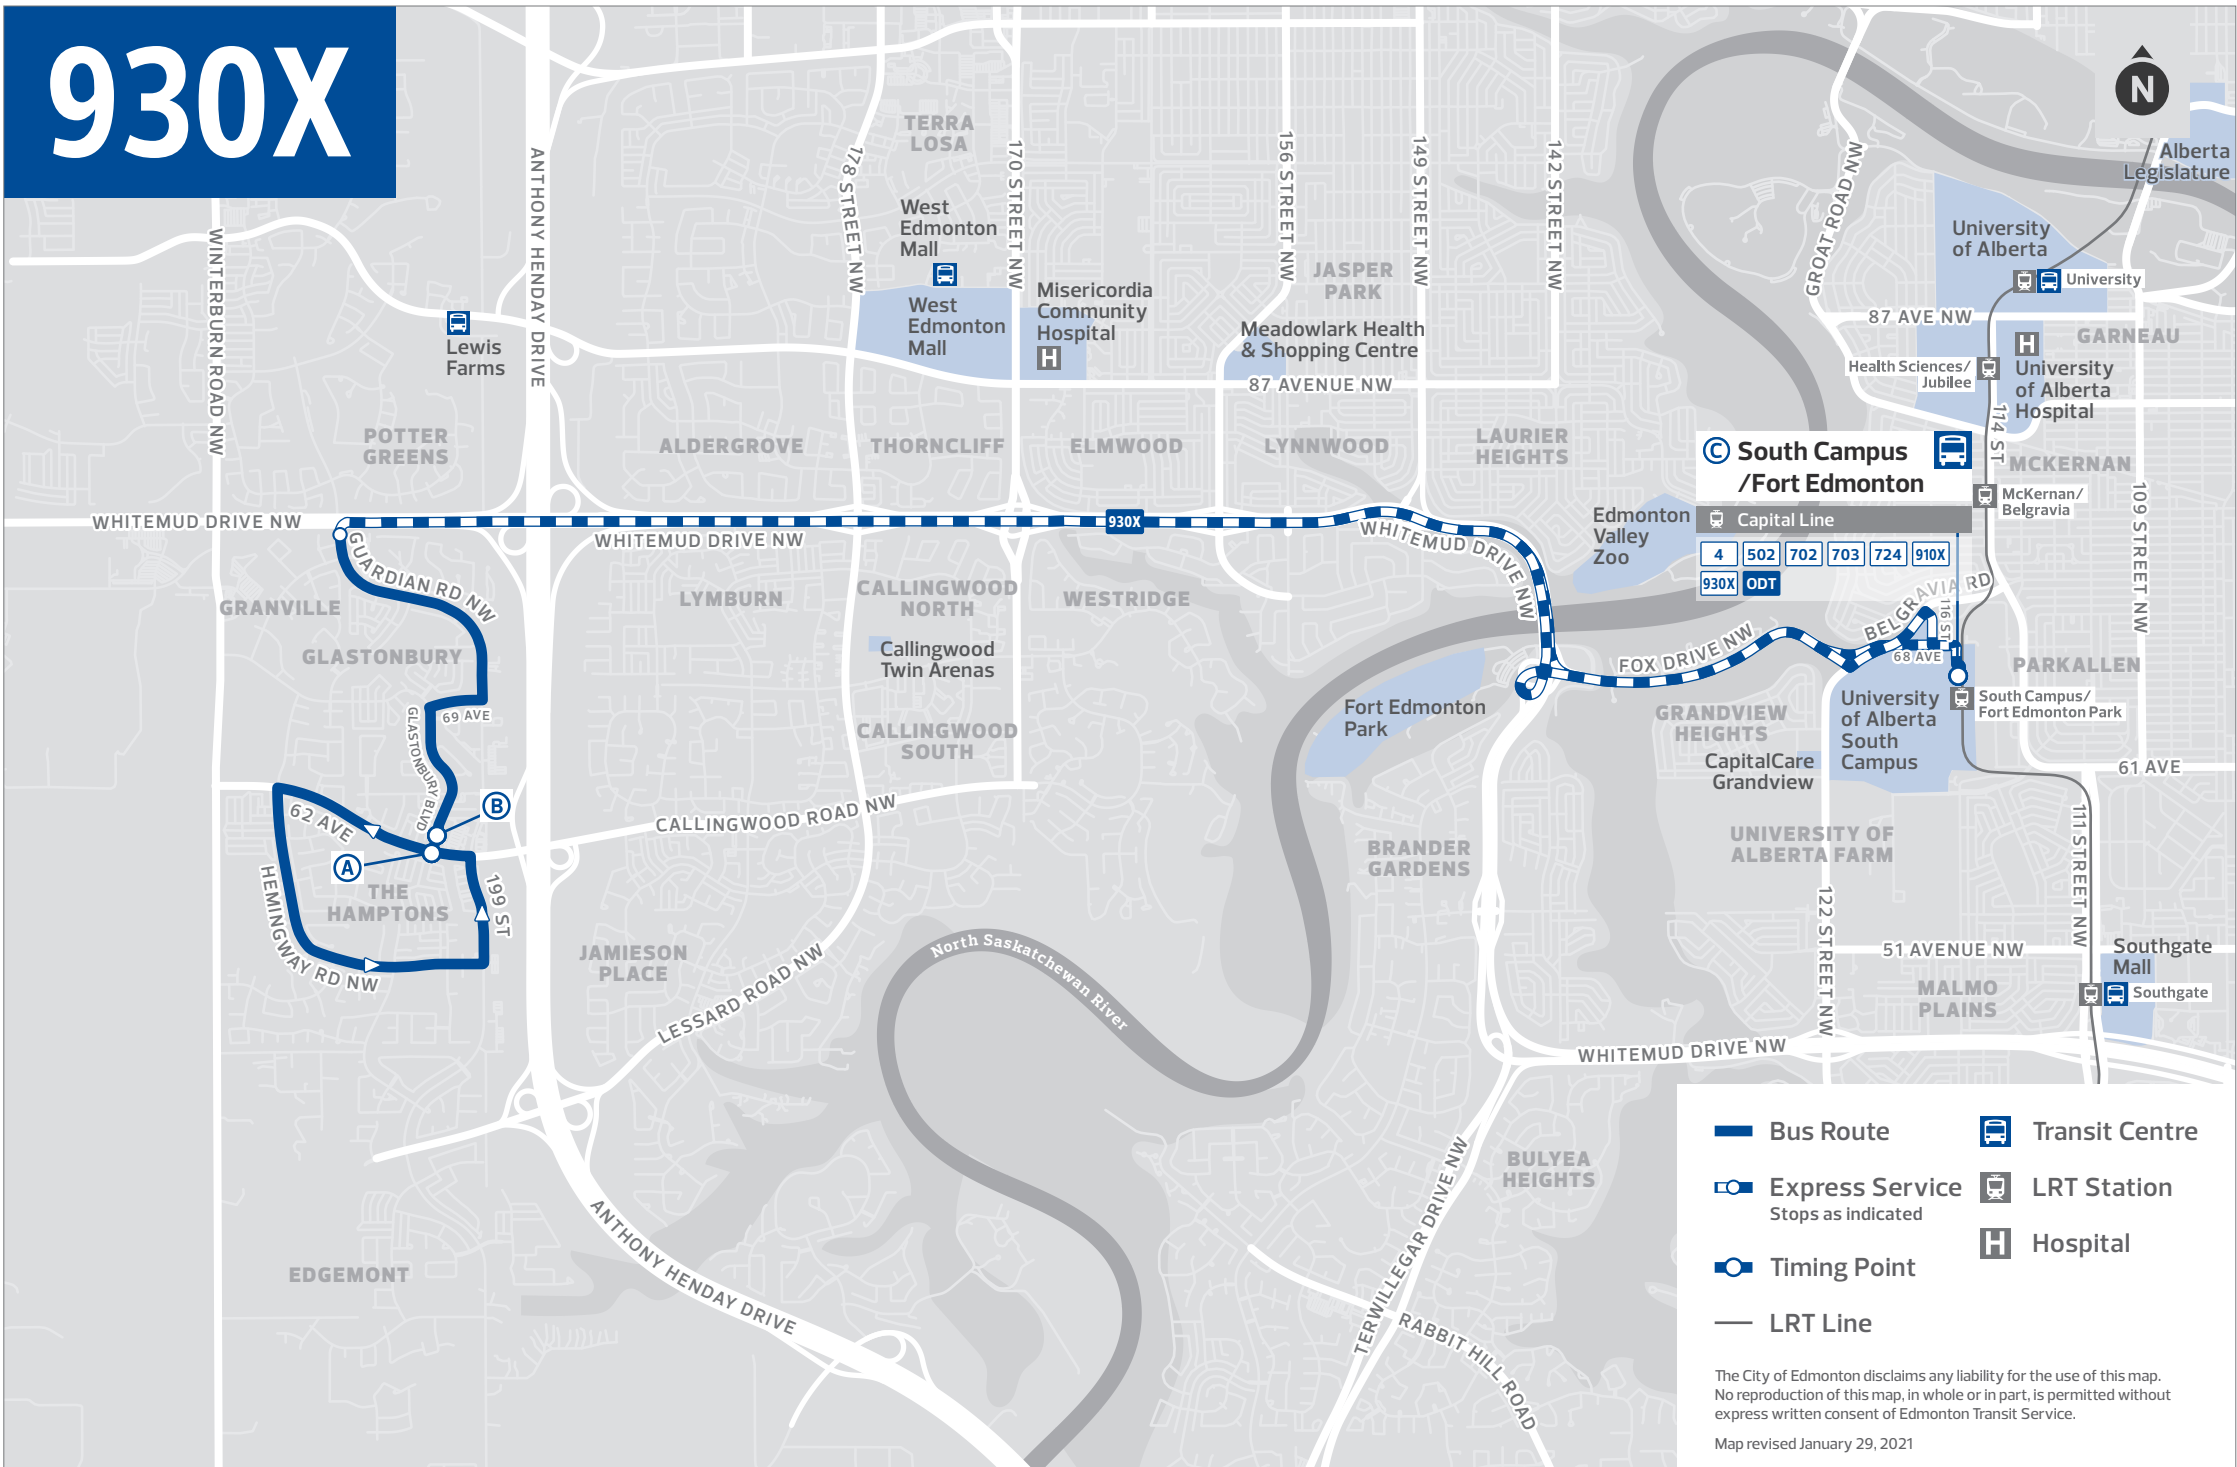 930X
N
TERRA
LOSA
West
Edmonton
Mall
West
Edmonton
Mall
Misericordia
Community
Hospital
H
JASPER
PARK
Meadowlark Health
& Shopping Centre
87 AVENUE NW
WINTERBURN ROAD NW
ANTHONY HENDAY DRIVE
178 STREET NW
170 STREET NW
156 STREET NW
149 STREET NW
142 STREET NW
GROAT ROAD NW
Alberta
Legislature
University
of Alberta
University
87 AVE NW
GARNEAU
H
Health Sciences/
Jubilee
University
of Alberta
Hospital
114 ST
MCKERNAN
McKernan/
Belgravia
109 STREET NW
Lewis
Farms
POTTER
GREENS
ALDERGROVE
THORNCLIFF
ELMWOOD
LYNNWOOD
LAURIER
HEIGHTS
C South Campus
/Fort Edmonton
Capital Line
4 502 702 703 724 910X
930X ODT
Edmonton
Valley
Zoo
WHITEMUD DRIVE NW
WHITEMUD DRIVE NW
930X
WHITEMUD DRIVE NW
GUARDIAN RD NW
GRANVILLE
GLASTONBURY
LYMBURN
CALLINGWOOD
NORTH
WESTRIDGE
Callingwood
Twin Arenas
CALLINGWOOD
SOUTH
BELGRAVIA RD
116 ST
68 AVE
FOX DRIVE NW
PARKALLEN
South Campus/
Fort Edmonton Park
University
of Alberta
South
Campus
GRANDVIEW
HEIGHTS
CapitalCare
Grandview
61 AVE
Fort Edmonton
Park
69 AVE
GLASTONBURY BLVD
B
62 AVE
A
THE
HAMPTONS
HEMINGWAY RD NW
199 ST
CALLINGWOOD ROAD NW
BRANDER
GARDENS
UNIVERSITY OF
ALBERTA FARM
122 STREET NW
111 STREET NW
51 AVENUE NW
Southgate
Mall
Southgate
MALMO
PLAINS
JAMIESON
PLACE
LESSARD ROAD NW
North Saskatchewan River
WHITEMUD DRIVE NW
BULYEA
HEIGHTS
TERWILLEGAR DRIVE NW
RABBIT HILL ROAD
EDGEMONT
ANTHONY HENDAY DRIVE
Bus Route
Express Service
Stops as indicated
Timing Point
LRT Line
Transit Centre
LRT Station
H Hospital
The City of Edmonton disclaims any liability for the use of this map.
No reproduction of this map, in whole or in part, is permitted without
express written consent of Edmonton Transit Service.
Map revised January 29, 2021